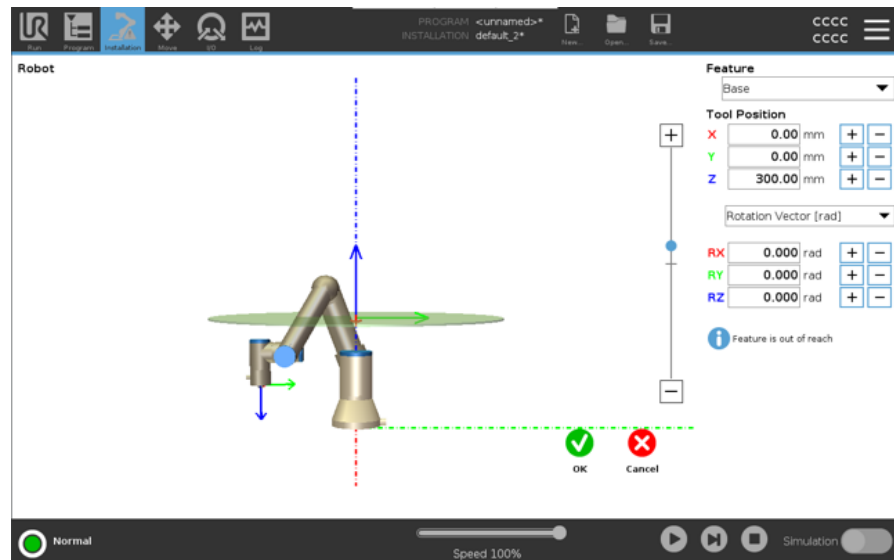 UR
PROGRAM <unnamed>*
INSTALLATION default_2*
CCCC
CCCC
Run Program Installation Move I/O Log New... Open... Save...
Robot
Feature
Base
Tool Position
X 0.00 mm + −
Y 0.00 mm + −
Z 300.00 mm + −
Rotation Vector [rad]
RX 0.000 rad + −
RY 0.000 rad + −
RZ 0.000 rad + −
Feature is out of reach
+
−
OK Cancel
Normal
Speed 100%
Simulation